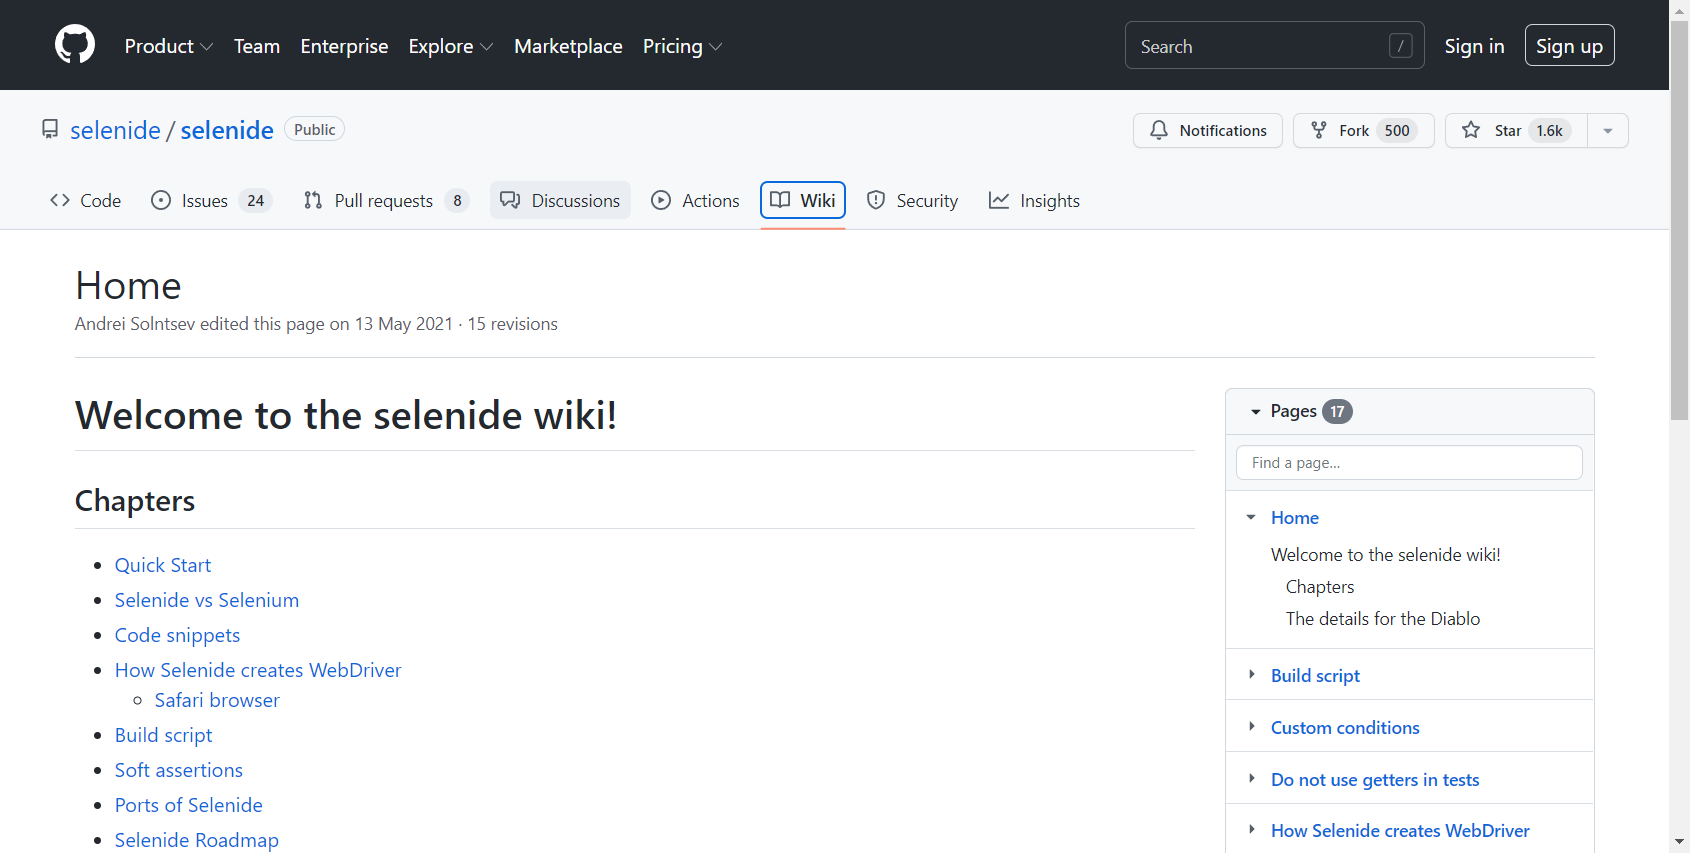 Product Team Enterprise Explore Marketplace Pricing Search / Sign in Sign up
selenide / selenide Public Notifications Fork 500 Star 1.6k
Code Issues 24 Pull requests 8 Discussions Actions Wiki Security Insights
Home
Andrei Solntsev edited this page on 13 May 2021 · 15 revisions
Welcome to the selenide wiki!
Chapters
Quick Start
Selenide vs Selenium
Code snippets
How Selenide creates WebDriver
Safari browser
Build script
Soft assertions
Ports of Selenide
Selenide Roadmap
Pages 17
Find a page...
Home
Welcome to the selenide wiki!
Chapters
The details for the Diablo
Build script
Custom conditions
Do not use getters in tests
How Selenide creates WebDriver